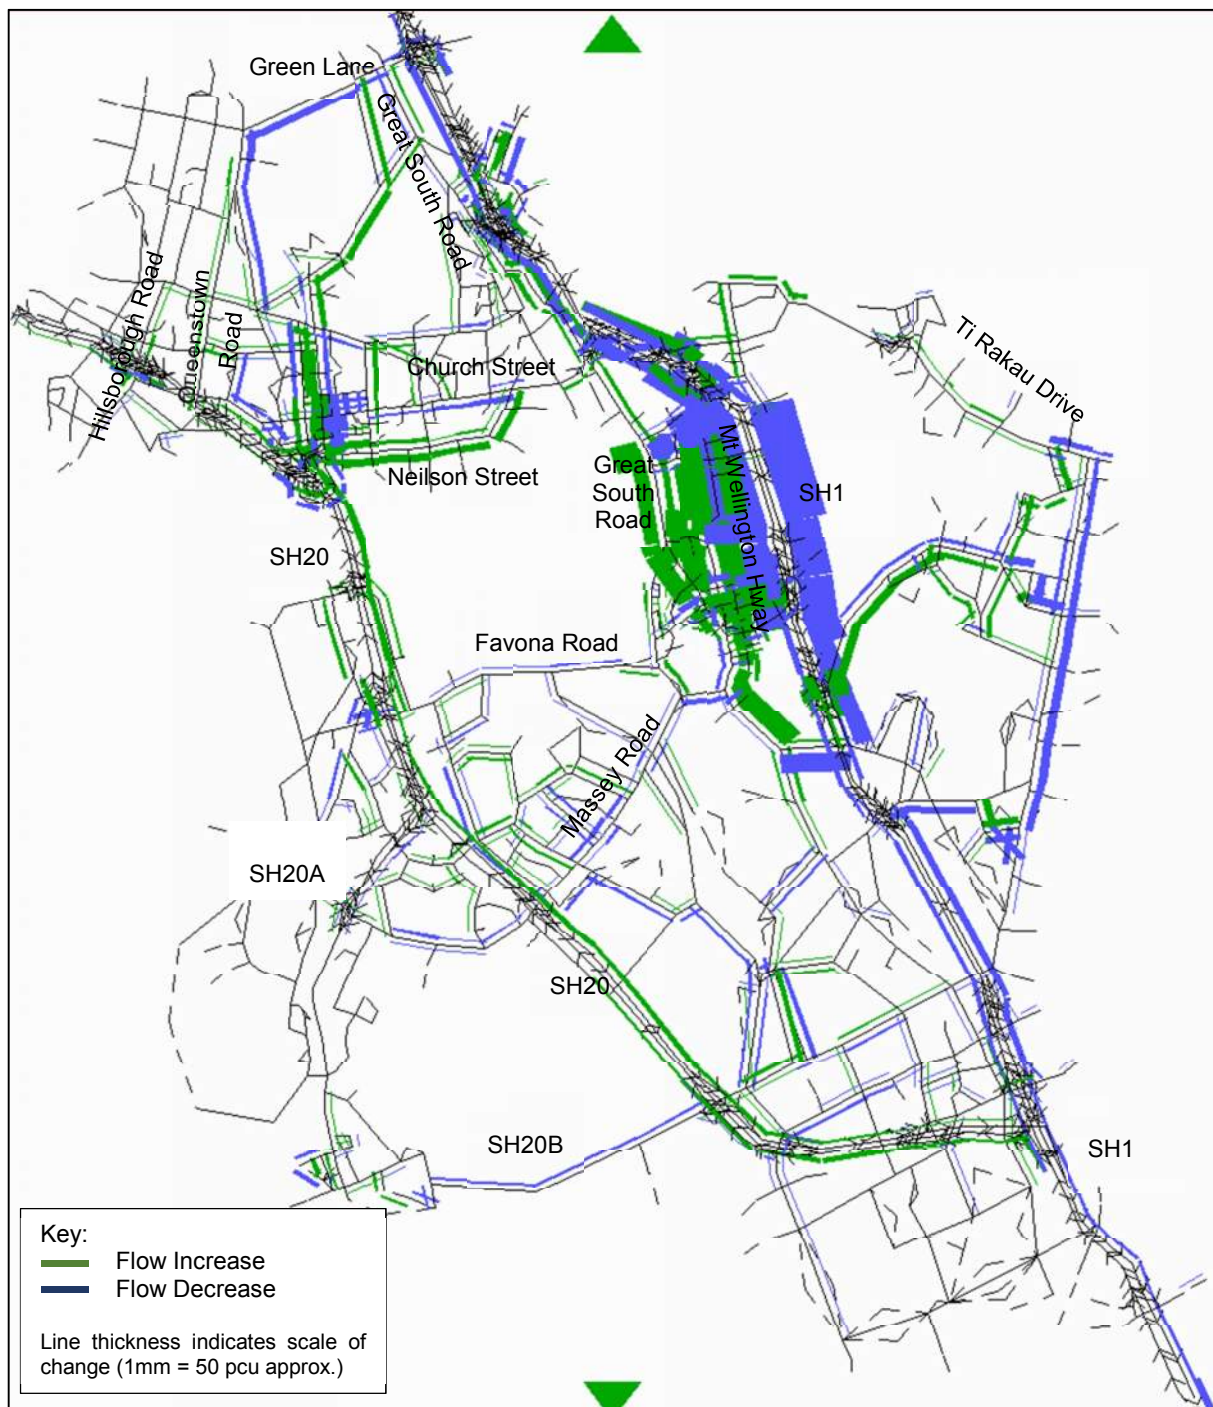 Green Lane
Great South Road
Hillsborough Road
Queenstown
Road
Church Street
Ti Rakau Drive
Neilson Street
Great
South
Road
Mt Wellington Hway
SH1
SH20
Favona Road
Massey Road
SH20A
SH20
SH20B
SH1
Key:
Flow Increase
Flow Decrease
Line thickness indicates scale of
change (1mm = 50 pcu approx.)